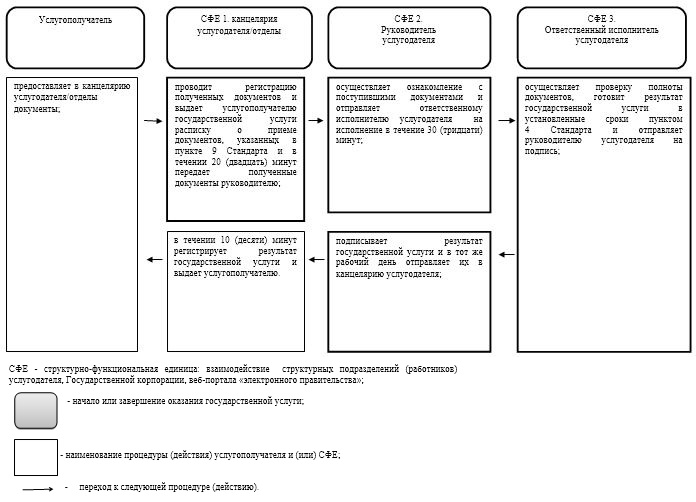 Услугополучатель
СФЕ 1. канцелярия
услугодателя/отделы
СФЕ 2.
Руководитель
услугодателя
СФЕ 3.
Ответственный исполнитель
услугодателя
предоставляет в канцелярию
услугодателя/отделы
документы;
проводит регистрацию
полученных документов и
выдает услугополучателю
государственной услуги
расписку о приеме
документов, указанных в
пункте 9 Стандарта и в
течении 20 (двадцать) минут
передает полученные
документы руководителю;
осуществляет ознакомление с
поступившими документами и
отправляет ответственному
исполнителю услугодателя на
исполнение в течение 30 (тридцати)
минут;
осуществляет проверку полноты
документов, готовит результат
государственной услуги в
установленные сроки пунктом
4 Стандарта и отправляет
руководителю услугодателя на
подпись;
в течении 10 (десяти) минут
регистрирует результат
государственной услуги и
выдает услугополучателю.
подписывает результат
государственной услуги и в тот же
рабочий день отправляет их в
канцелярию услугодателя;
СФЕ - структурно-функциональная единица: взаимодействие структурных подразделений (работников)
услугодателя, Государственной корпорации, веб-портала «электронного правительства»;
- начало или завершение оказания государственной услуги;
- наименование процедуры (действия) услугополучателя и (или) СФЕ;
- переход к следующей процедуре (действию).